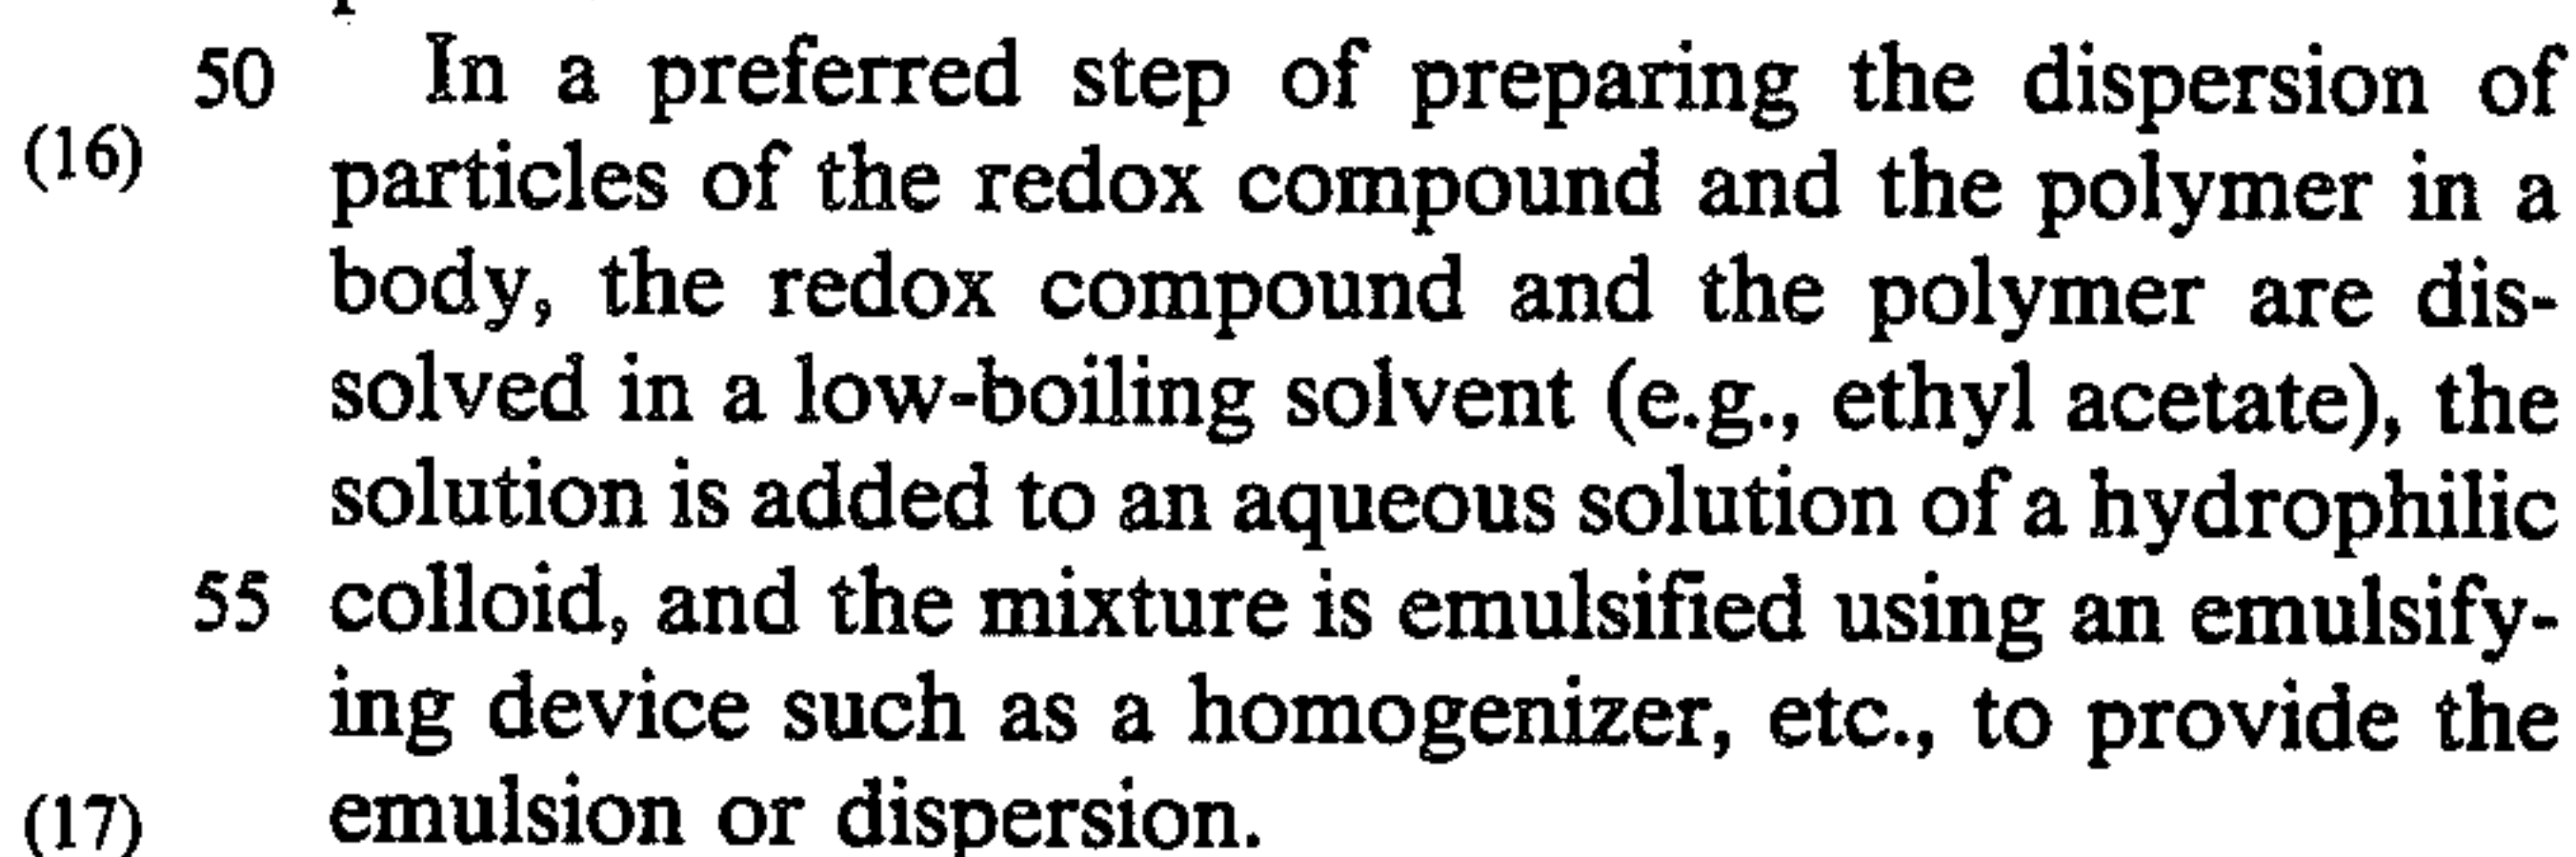 50 In a preferred step of preparing the dispersion of
(16) particles of the redox compound and the polymer in a
body, the redox compound and the polymer are dis-
solved in a low-boiling solvent (e.g., ethyl acetate), the
solution is added to an aqueous solution of a hydrophilic
55 colloid, and the mixture is emulsified using an emulsify-
ing device such as a homogenizer, etc., to provide the
(17) emulsion or dispersion.